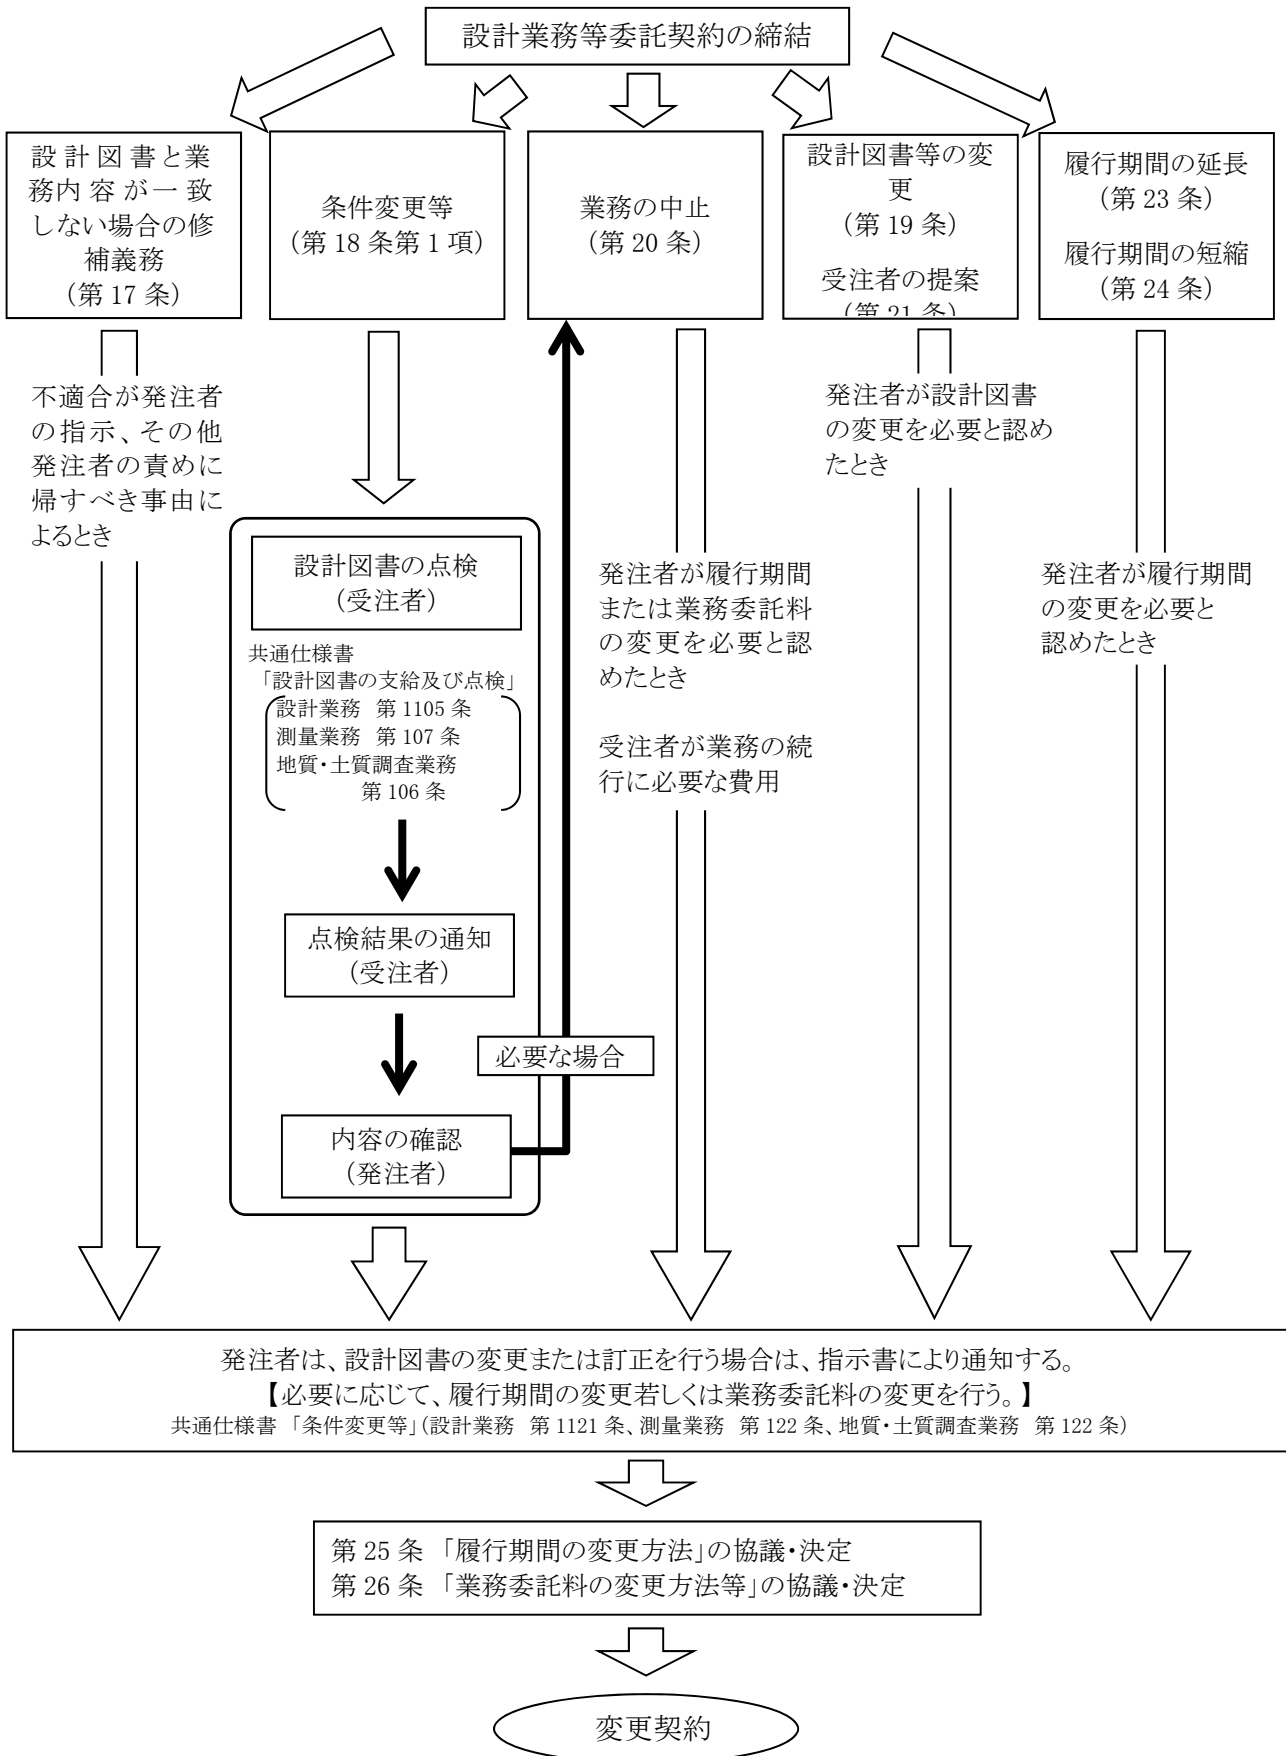 設計業務等委託契約の締結
設計図書と業
務内容が一致
しない場合の修
補義務
（第17条）
条件変更等
（第18条第1項）
業務の中止
（第20条）
設計図書等の変
更
（第19条）
受注者の提案
（第21条）
履行期間の延長
（第23条）
履行期間の短縮
（第24条）
不適合が発注者
の指示、その他
発注者の責めに
帰すべき事由に
よるとき
設計図書の点検
（受注者）
共通仕様書
「設計図書の支給及び点検」
設計業務 第1105条
測量業務 第107条
地質・土質調査業務
第106条
点検結果の通知
（受注者）
内容の確認
（発注者）
必要な場合
発注者が履行期間
または業務委託料
の変更を必要と認
めたとき
受注者が業務の続
行に必要な費用
発注者が設計図書
の変更を必要と認め
たとき
発注者が履行期間
の変更を必要と
認めたとき
発注者は、設計図書の変更または訂正を行う場合は、指示書により通知する。
【必要に応じて、履行期間の変更若しくは業務委託料の変更を行う。】
共通仕様書 「条件変更等」（設計業務 第1121条、測量業務 第122条、地質・土質調査業務 第122条）
第25条 「履行期間の変更方法」の協議・決定
第26条 「業務委託料の変更方法等」の協議・決定
変更契約